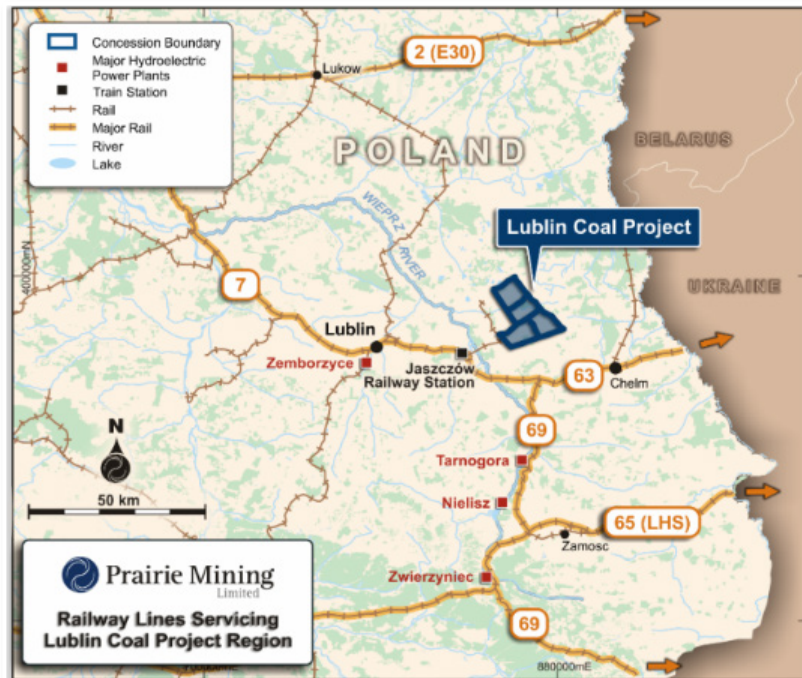 Concession Boundary
Major Hydroelectric
Power Plants
Train Station
Rail
Major Rail
River
Lake
2 (E30)
Lukow
POLAND
BELARUS
WIEPRZ
RIVER
Lublin Coal Project
UKRAINE
400000mN
7
Lublin
Zemborzyce
Jaszczów
Railway Station
63
Chelm
69
Tarnogora
N
50 km
Nielisz
65 (LHS)
Zamosc
Zwierzyniec
69
Prairie Mining
Limited
Railway Lines Servicing
Lublin Coal Project Region
880000mE